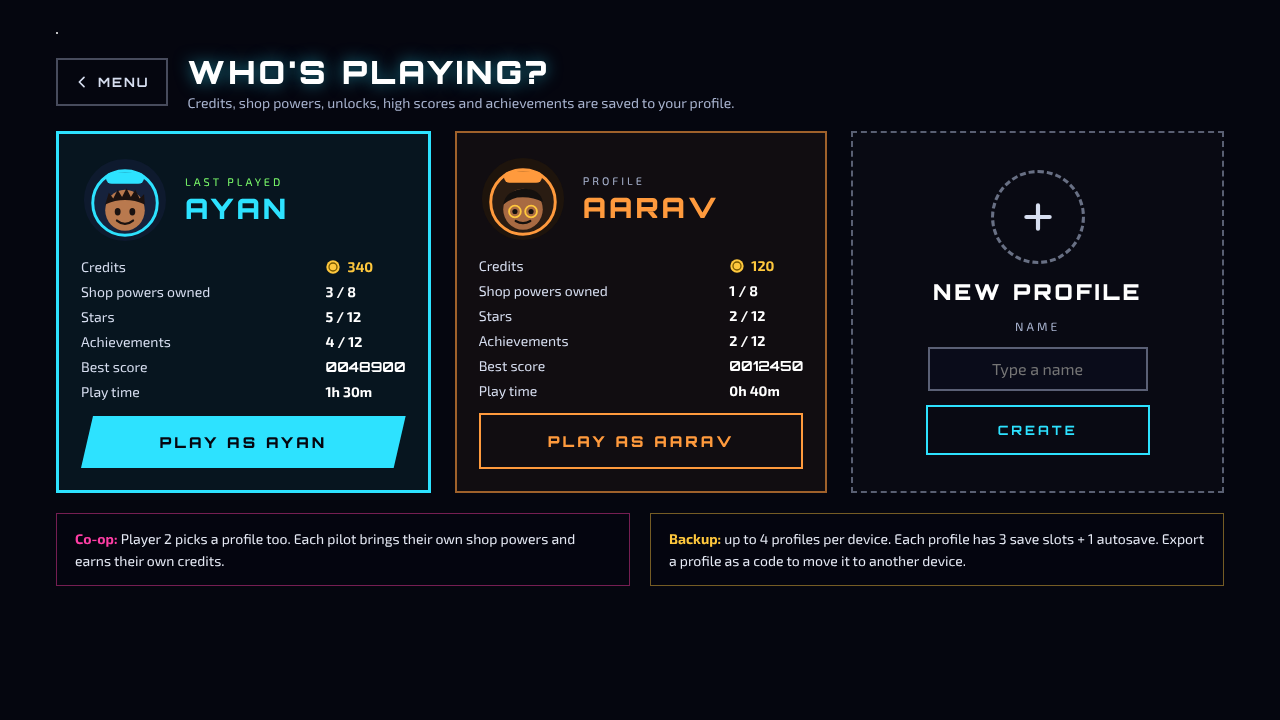 .
MENU
WHO'S PLAYING?
Credits, shop powers, unlocks, high scores and achievements are saved to your profile.
LAST PLAYED
AYAN
Credits 340
Shop powers owned 3 / 8
Stars 5 / 12
Achievements 4 / 12
Best score 0048900
Play time 1h 30m
PLAY AS AYAN
PROFILE
AARAV
Credits 120
Shop powers owned 1 / 8
Stars 2 / 12
Achievements 2 / 12
Best score 0012450
Play time 0h 40m
PLAY AS AARAV
NEW PROFILE
NAME
Type a name
CREATE
Co-op: Player 2 picks a profile too. Each pilot brings their own shop powers and
earns their own credits.
Backup: up to 4 profiles per device. Each profile has 3 save slots + 1 autosave. Export
a profile as a code to move it to another device.